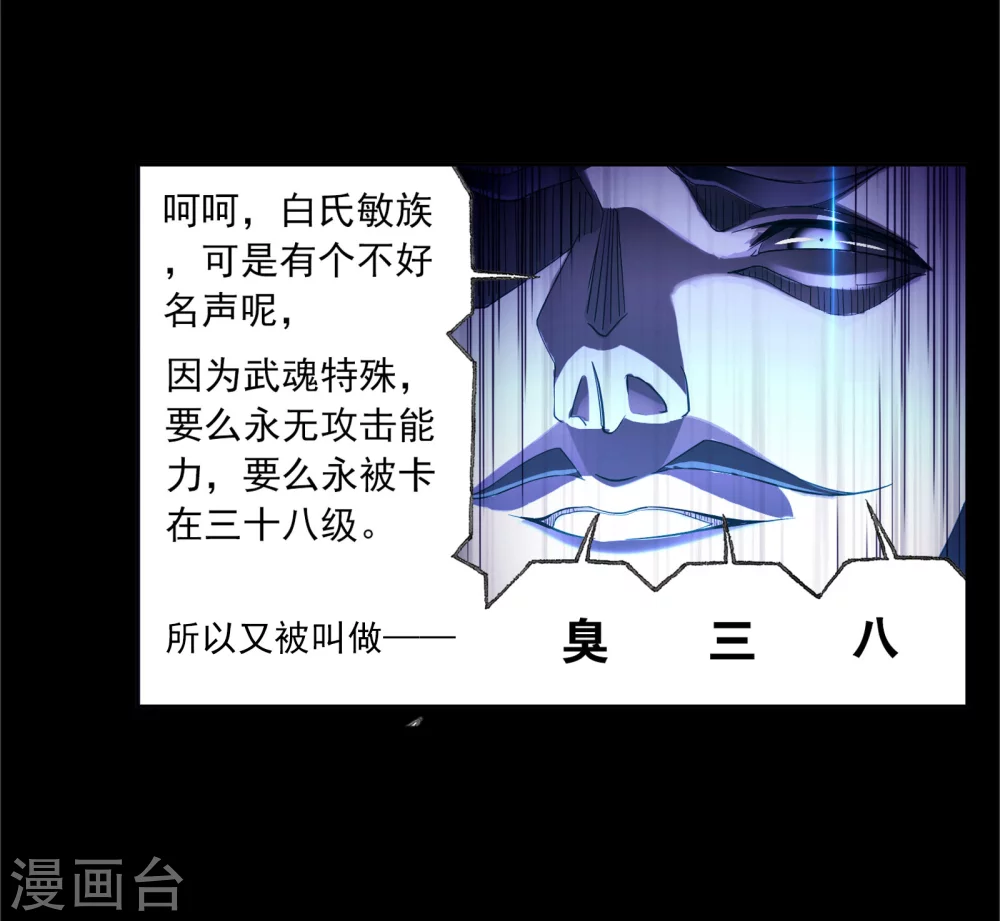 呵呵，白氏敏族
，可是有个不好
名声呢，
因为武魂特殊，
要么永无攻击能
力，要么永被卡
在三十八级。
所以又被叫做——
臭 三 八
漫画台